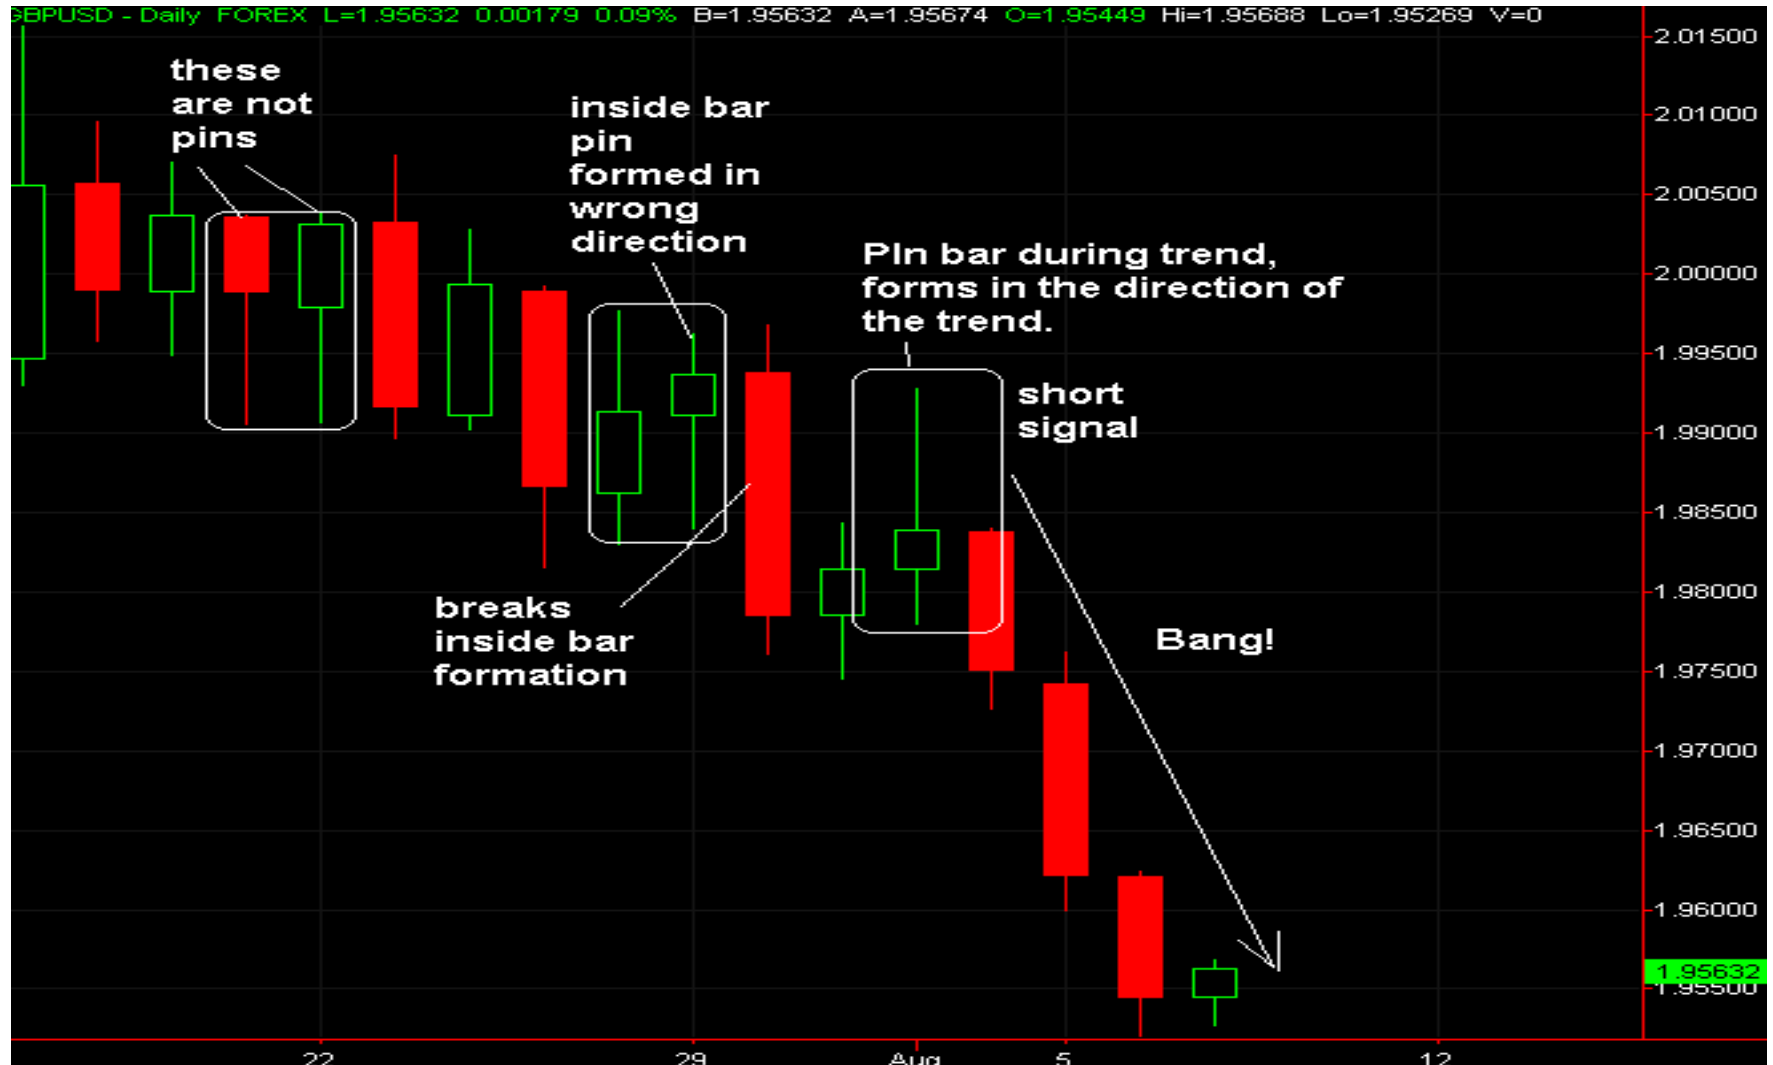 GBPUSD - Daily FOREX L=1.95632 0.00179 0.09% B=1.95632 A=1.95674 O=1.95449 Hi=1.95688 Lo=1.95269 V=0
these
are not
pins
inside bar
pin
formed in
wrong
direction
PIn bar during trend,
forms in the direction of
the trend.
short
signal
breaks
inside bar
formation
Bang!
2.01500
2.01000
2.00500
2.00000
1.99500
1.99000
1.98500
1.98000
1.97500
1.97000
1.96500
1.96000
1.95632
1.95500
22 29 Aug 5 12